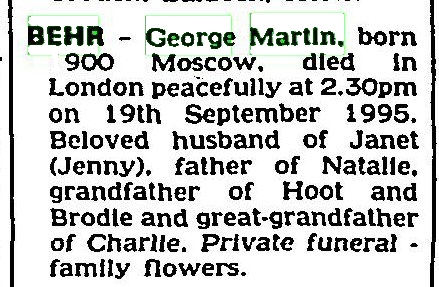 BEHR - George Martin, born
900 Moscow, died in
London peacefully at 2.30pm
on 19th September 1995.
Beloved husband of Janet
(Jenny), father of Natalie,
grandfather of Hoot and
Brodie and great-grandfather
of Charlie. Private funeral -
family flowers.